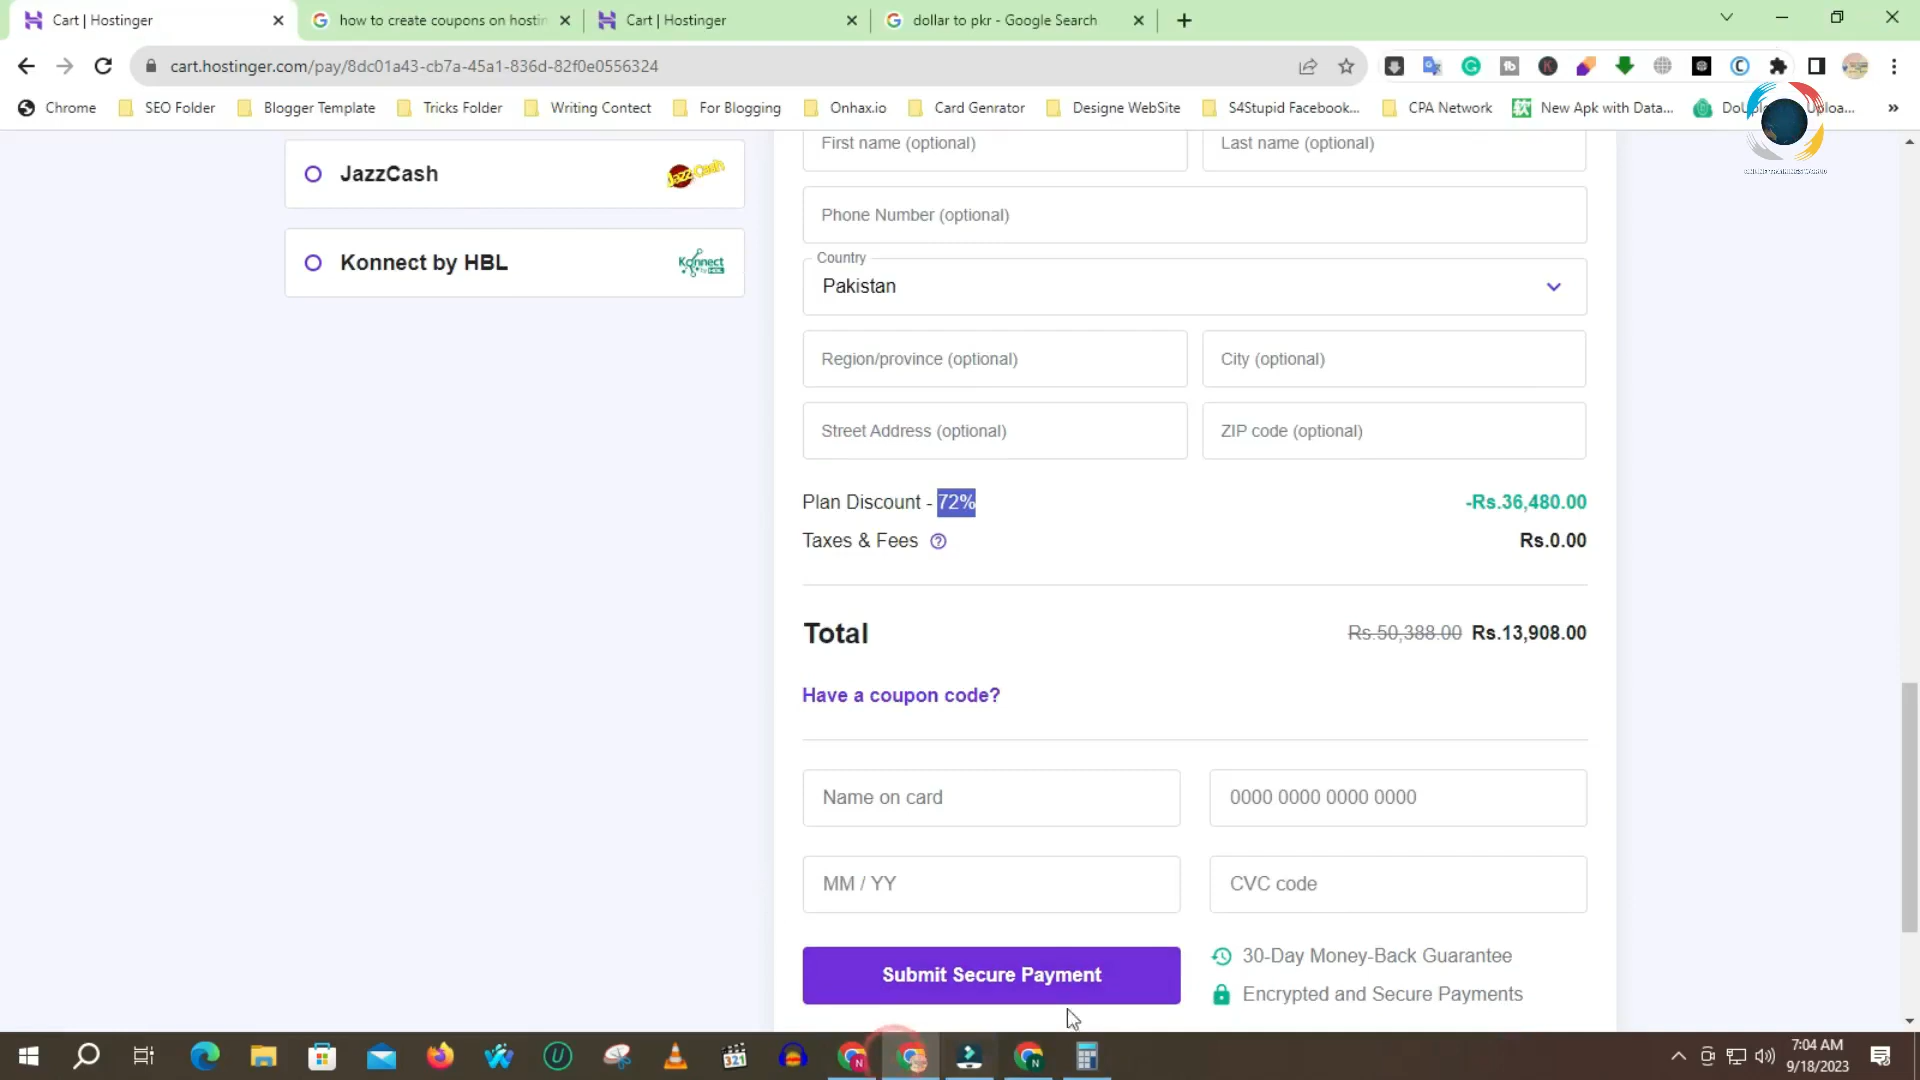 Cart | Hostinger
how to create coupons on hostin
Cart | Hostinger
dollar to pkr - Google Search
cart.hostinger.com/pay/8dc01a43-cb7a-45a1-836d-82f0e0556324
Chrome
SEO Folder
Blogger Template
Tricks Folder
Writing Contect
For Blogging
Onhax.io
Card Genrator
Designe WebSite
S4Stupid Facebook...
CPA Network
New Apk with Data...
JazzCash
Jazz Cash
Konnect by HBL
Konnect
by HBL
First name (optional)
Last name (optional)
Phone Number (optional)
Country
Pakistan
Region/province (optional)
City (optional)
Street Address (optional)
ZIP code (optional)
Plan Discount - 72%
-Rs.36,480.00
Taxes & Fees
Rs.0.00
Total
Rs.50,388.00 Rs.13,908.00
Have a coupon code?
Name on card
0000 0000 0000 0000
MM / YY
CVC code
Submit Secure Payment
30-Day Money-Back Guarantee
Encrypted and Secure Payments
7:04 AM
9/18/2023